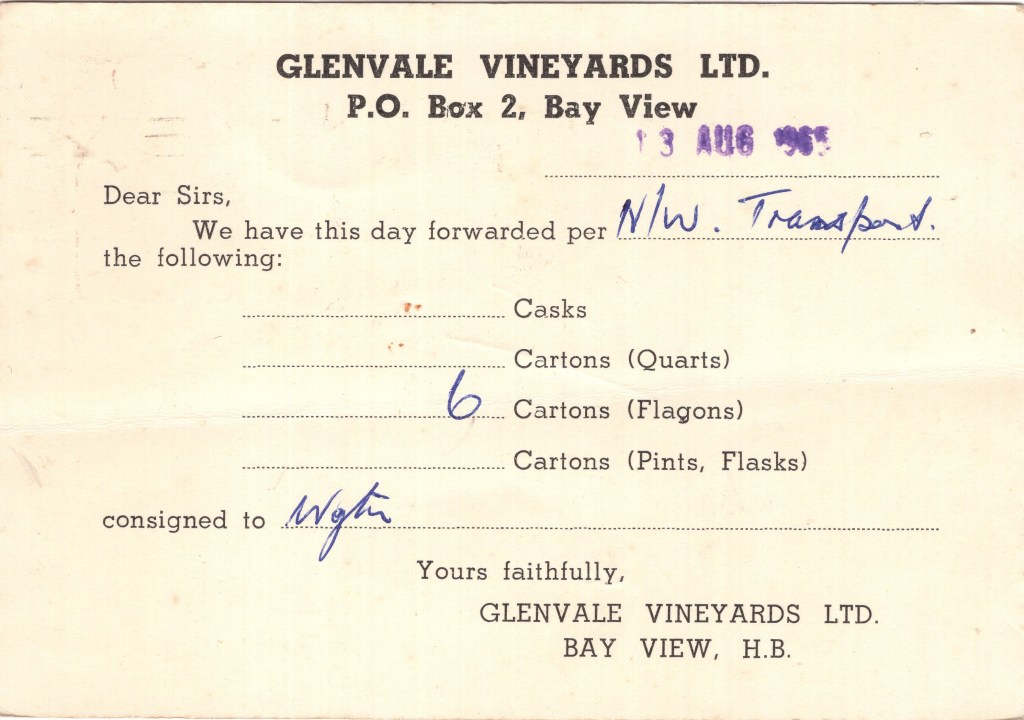 GLENVALE VINEYARDS LTD.
P.O. Box 2, Bay View
13 AUG 1965
Dear Sirs,
We have this day forwarded per N/W. Transport.
the following:
Casks
Cartons (Quarts)
6 Cartons (Flagons)
Cartons (Pints, Flasks)
consigned to Wgtn
Yours faithfully,
GLENVALE VINEYARDS LTD.
BAY VIEW, H.B.